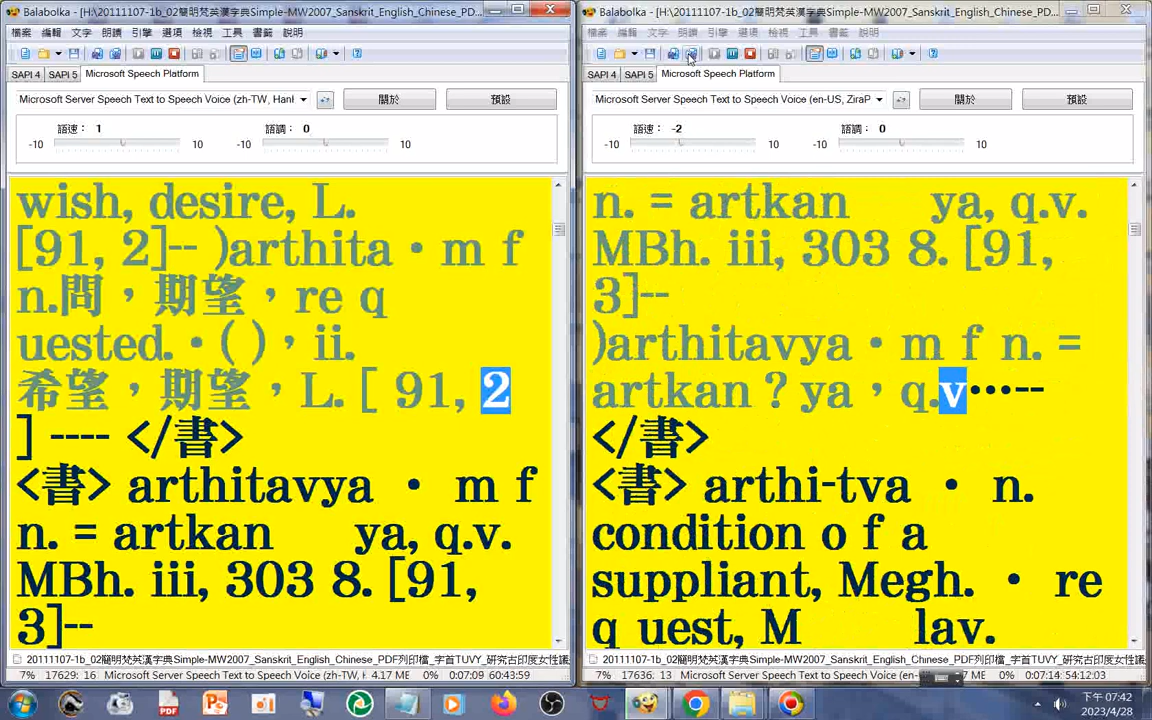 Balabolka - [H:\20111107-1b_02簡明梵英漢字典Simple-MW2007_Sanskrit_English_Chinese_PD...
檔案 編輯 文字 朗讀 引擎 選項 檢視 工具 書籤 說明
SAPI 4 SAPI 5 Microsoft Speech Platform
Microsoft Server Speech Text to Speech Voice (zh-TW, HanH 關於 預設
語速： 1 語調： 0
-10 10 -10 10
wish, desire, L.
[91, 2]-- )arthita • m f
n.問，期望，re q
uested. • ( )，ii.
希望，期望，L. [ 91, 2
] ---- </書>
<書> arthitavya • m f
n. = artkan ya, q.v.
MBh. iii, 303 8. [91,
3]--
20111107-1b_02簡明梵英漢字典Simple-MW2007_Sanskrit_English_Chinese_PDF列印檔_字首TUVY_研究古印度女性議
7% 17629: 16 Microsoft Server Speech Text to Speech Voice (zh-TW, H 4.17 MB 0% 0:07:09 60:43:59
Balabolka - [H:\20111107-1b_02簡明梵英漢字典Simple-MW2007_Sanskrit_English_Chinese_PD...
檔案 編輯 文字 朗讀 引擎 選項 檢視 工具 書籤 說明
SAPI 4 SAPI 5 Microsoft Speech Platform
Microsoft Server Speech Text to Speech Voice (en-US, ZiraP 關於 預設
語速： -2 語調： 0
-10 10 -10 10
n. = artkan ya, q.v.
MBh. iii, 303 8. [91,
3]--
)arthitavya • m f n. =
artkan？ya，q.v•••--
</書>
<書> arthi-tva • n.
condition o f a
suppliant, Megh. • re
q uest, M lav.
20111107-1b_02簡明梵英漢字典Simple-MW2007_Sanskrit_English_Chinese_PDF列印檔_字首TUVY_研究古印度女性議
7% 17636: 13 Microsoft Server Speech Text to Speech Voice (en-U 4.17 MB 0% 0:07:14 54:12:03
下午 07:42
2023/4/28